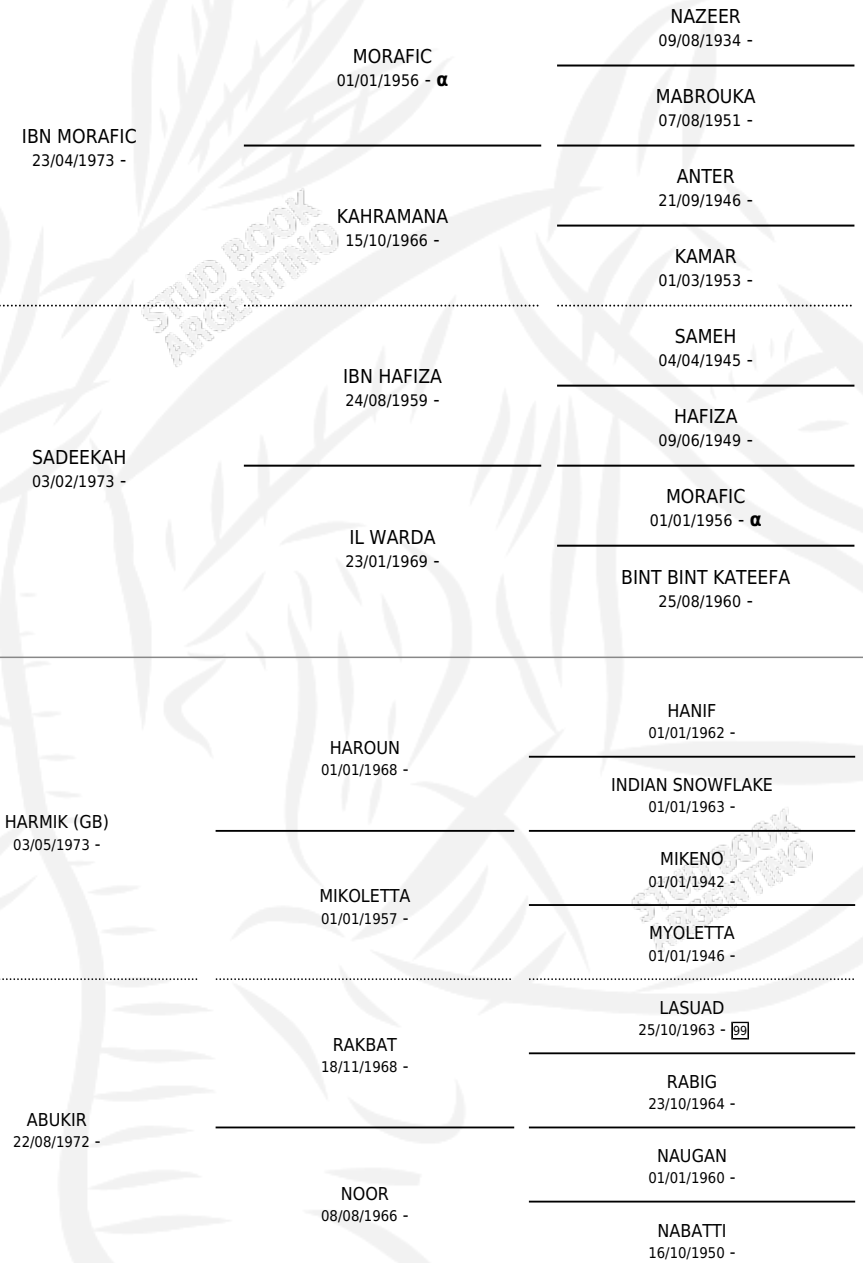 NAZEER
09/08/1934 -
MORAFIC
01/01/1956 - α
MABROUKA
07/08/1951 -
IBN MORAFIC
23/04/1973 -
ANTER
21/09/1946 -
KAHRAMANA
15/10/1966 -
KAMAR
01/03/1953 -
STUD BOOK
ARGENTINO
SAMEH
04/04/1945 -
IBN HAFIZA
24/08/1959 -
HAFIZA
09/06/1949 -
SADEEKAH
03/02/1973 -
MORAFIC
01/01/1956 - α
IL WARDA
23/01/1969 -
BINT BINT KATEEFA
25/08/1960 -
HANIF
01/01/1962 -
HAROUN
01/01/1968 -
INDIAN SNOWFLAKE
01/01/1963 -
HARMIK (GB)
03/05/1973 -
MIKENO
01/01/1942 -
STUD BOOK
ARGENTINO
MIKOLETTA
01/01/1957 -
MYOLETTA
01/01/1946 -
LASUAD
25/10/1963 - 99
RAKBAT
18/11/1968 -
RABIG
23/10/1964 -
ABUKIR
22/08/1972 -
NAUGAN
01/01/1960 -
NOOR
08/08/1966 -
NABATTI
16/10/1950 -